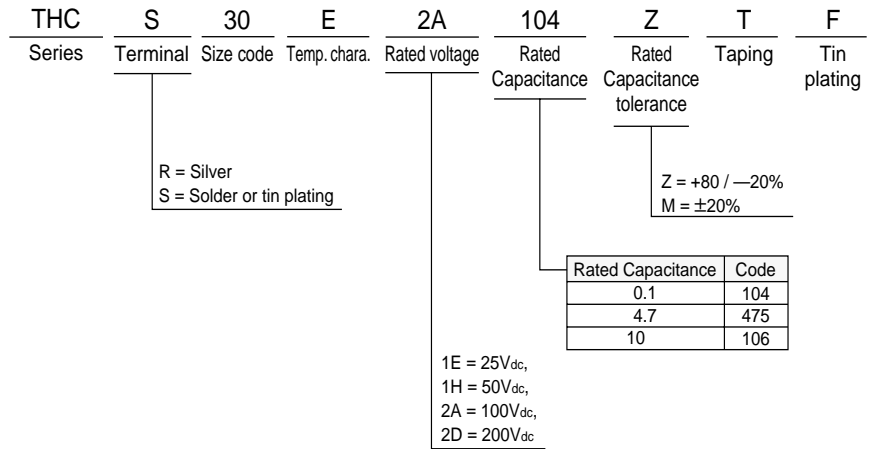 THC S 30 E 2A 104 Z T F
Series Terminal Size code Temp. chara. Rated voltage Rated Capacitance Rated Capacitance tolerance Taping Tin plating
R = Silver
S = Solder or tin plating
Z = +80 / —20%
M = ±20%
Rated Capacitance Code
0.1 104
4.7 475
10 106
1E = 25Vdc,
1H = 50Vdc,
2A = 100Vdc,
2D = 200Vdc